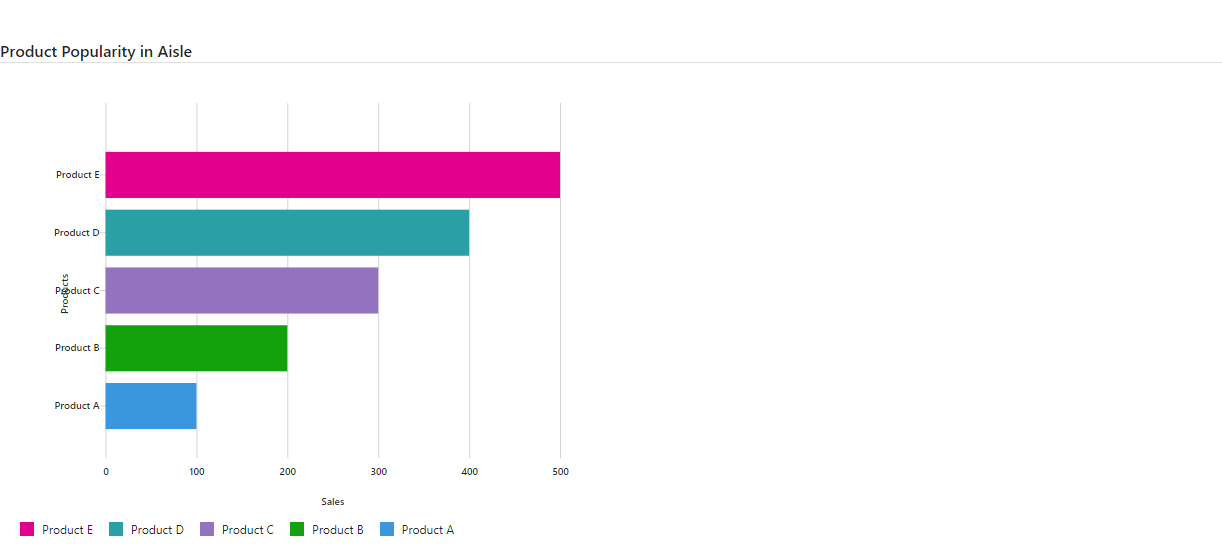 Product Popularity in Aisle
Product E
Product D
Product C
Product B
Product A
Products
0 100 200 300 400 500
Sales
Product E Product D Product C Product B Product A